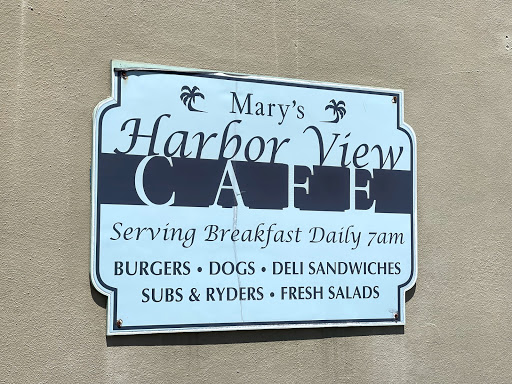 Mary's
Harbor View
CAFE
Serving Breakfast Daily 7am
BURGERS • DOGS • DELI SANDWICHES
SUBS & RYDERS • FRESH SALADS